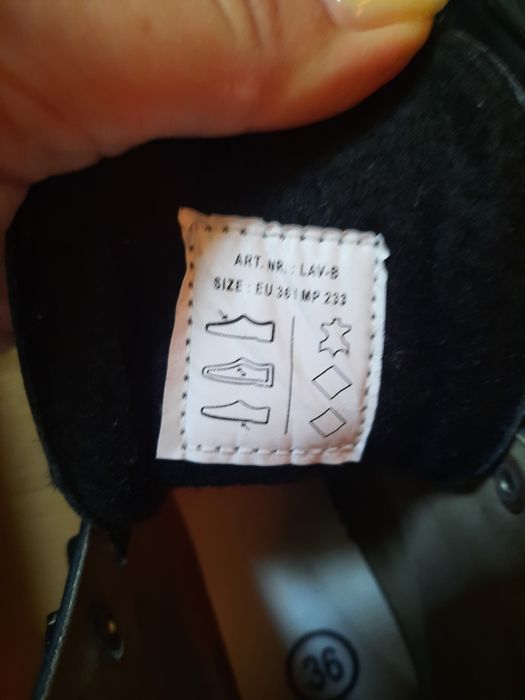 ART. NR. : LAV-B
SIZE : EU 36 I MP 233
36